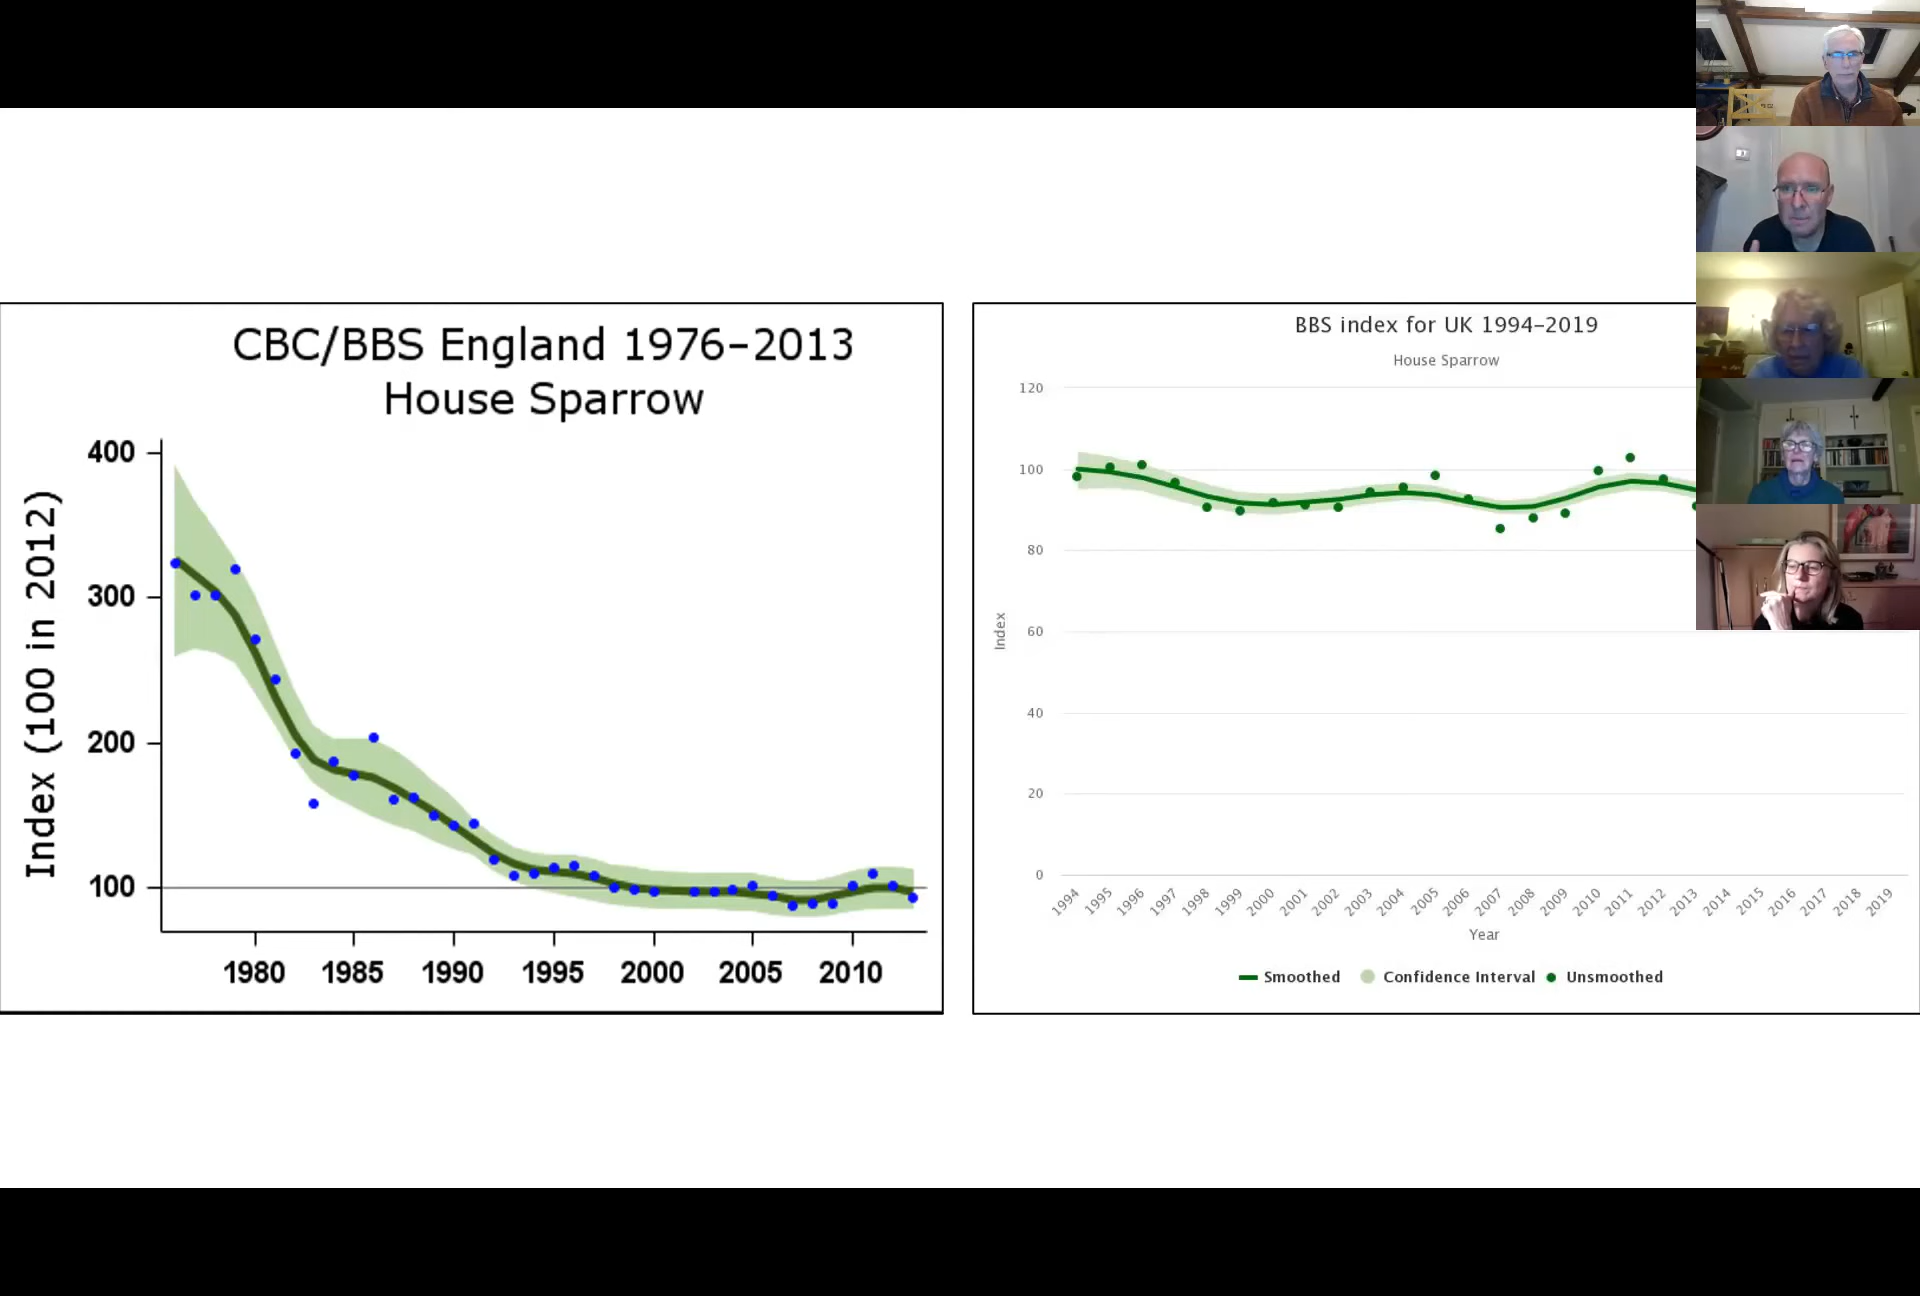 CBC/BBS England 1976–2013
House Sparrow
Index (100 in 2012)
400
300
200
100
1980 1985 1990 1995 2000 2005 2010
BBS index for UK 1994–2019
House Sparrow
Index
120
100
80
60
40
20
0
1994 1995 1996 1997 1998 1999 2000 2001 2002 2003 2004 2005 2006 2007 2008 2009 2010 2011 2012 2013 2014 2015 2016 2017 2018 2019
Year
Smoothed Confidence Interval Unsmoothed